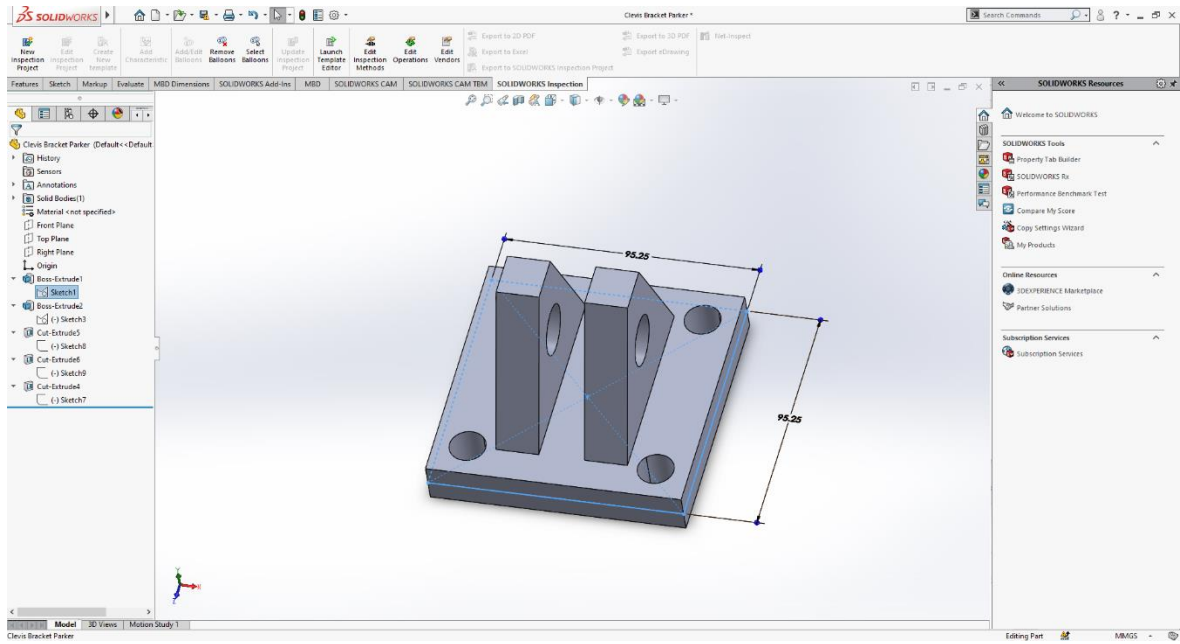 SOLIDWORKS
Clevis Bracket Parker *
Search Commands
New Inspection Project
Edit Inspection Project
Create New template
Add Characteristic
Add/Edit Balloons
Remove Balloons
Select Balloons
Update Inspection Project
Launch Template Editor
Edit Inspection Methods
Edit Operations
Edit Vendors
Export to 2D PDF
Export to Excel
Export to SOLIDWORKS Inspection Project
Export to 3D PDF
Export eDrawing
Net-Inspect
Features Sketch Markup Evaluate MBD Dimensions SOLIDWORKS Add-Ins MBD SOLIDWORKS CAM SOLIDWORKS CAM TBM SOLIDWORKS Inspection
Clevis Bracket Parker (Default<<Default
History
Sensors
Annotations
Solid Bodies(1)
Material <not specified>
Front Plane
Top Plane
Right Plane
Origin
Boss-Extrude1
Sketch1
Boss-Extrude2
(-) Sketch3
Cut-Extrude5
(-) Sketch8
Cut-Extrude6
(-) Sketch9
Cut-Extrude4
(-) Sketch7
95.25
95.25
Y
X
Z
SOLIDWORKS Resources
Welcome to SOLIDWORKS
SOLIDWORKS Tools
Property Tab Builder
SOLIDWORKS Rx
Performance Benchmark Test
Compare My Score
Copy Settings Wizard
My Products
Online Resources
3DEXPERIENCE Marketplace
Partner Solutions
Subscription Services
Subscription Services
Model 3D Views Motion Study 1
Clevis Bracket Parker
Editing Part
MMGS